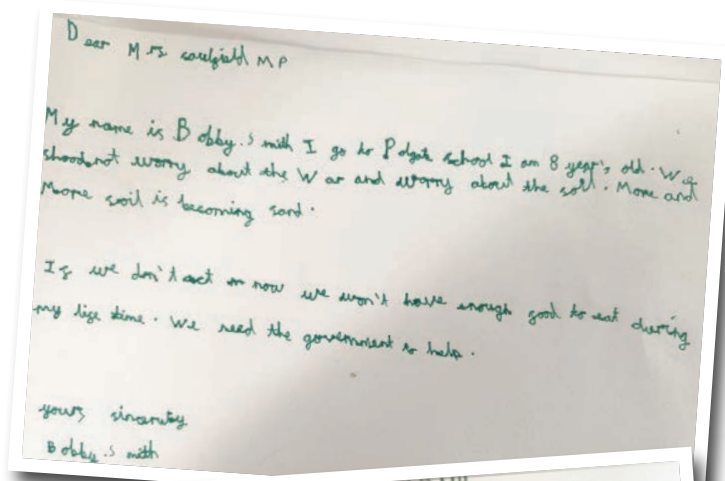 Dear Mrs caulfield MP
My name is Bobby.Smith I go to Polgate school I am 8 year's old. We
shoodnot worry about the War and worry about the soil. More and
More soil is becoming sand.
If we don't act on now we won't have enough food to eat during
my life time. We need the government to help.
yours sincerely
Bobby.Smith